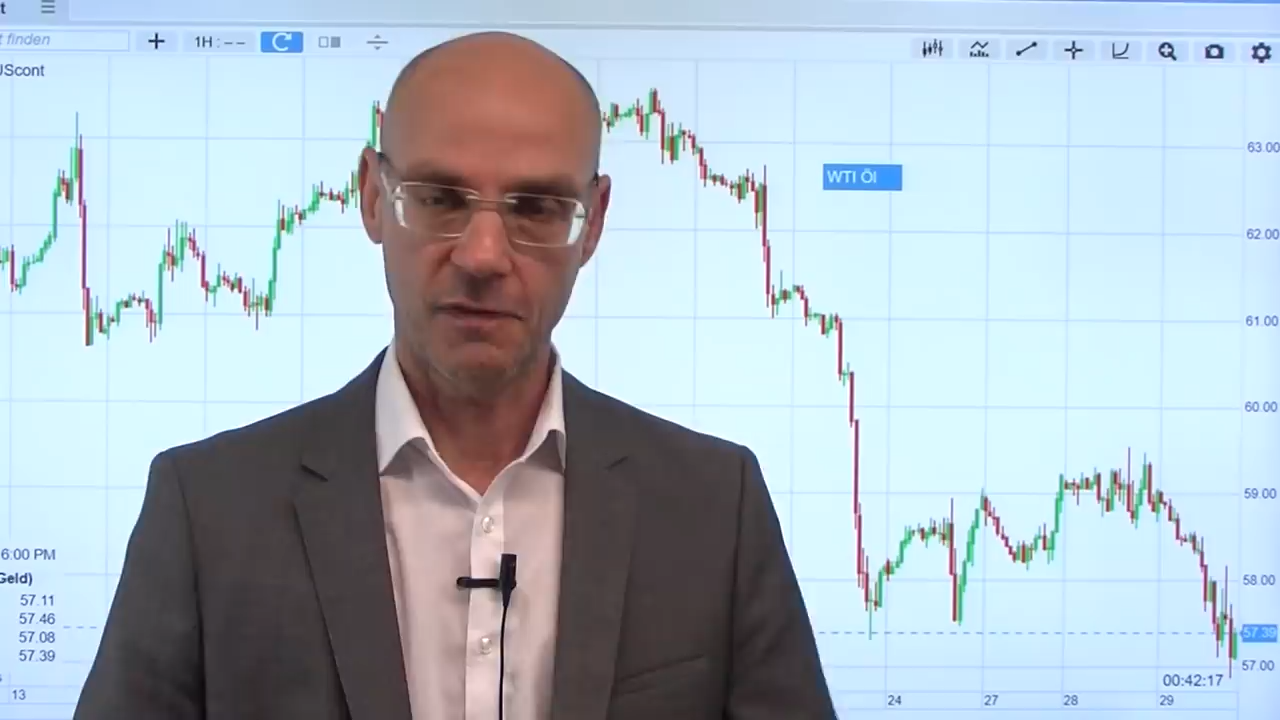 t
t finden
1H : – –
UScont
WTI Öl
63.00
62.00
61.00
60.00
59.00
58.00
57.39
57.00
00:42:17
6:00 PM
Geld)
57.11
57.46
57.08
57.39
13
24
27
28
29